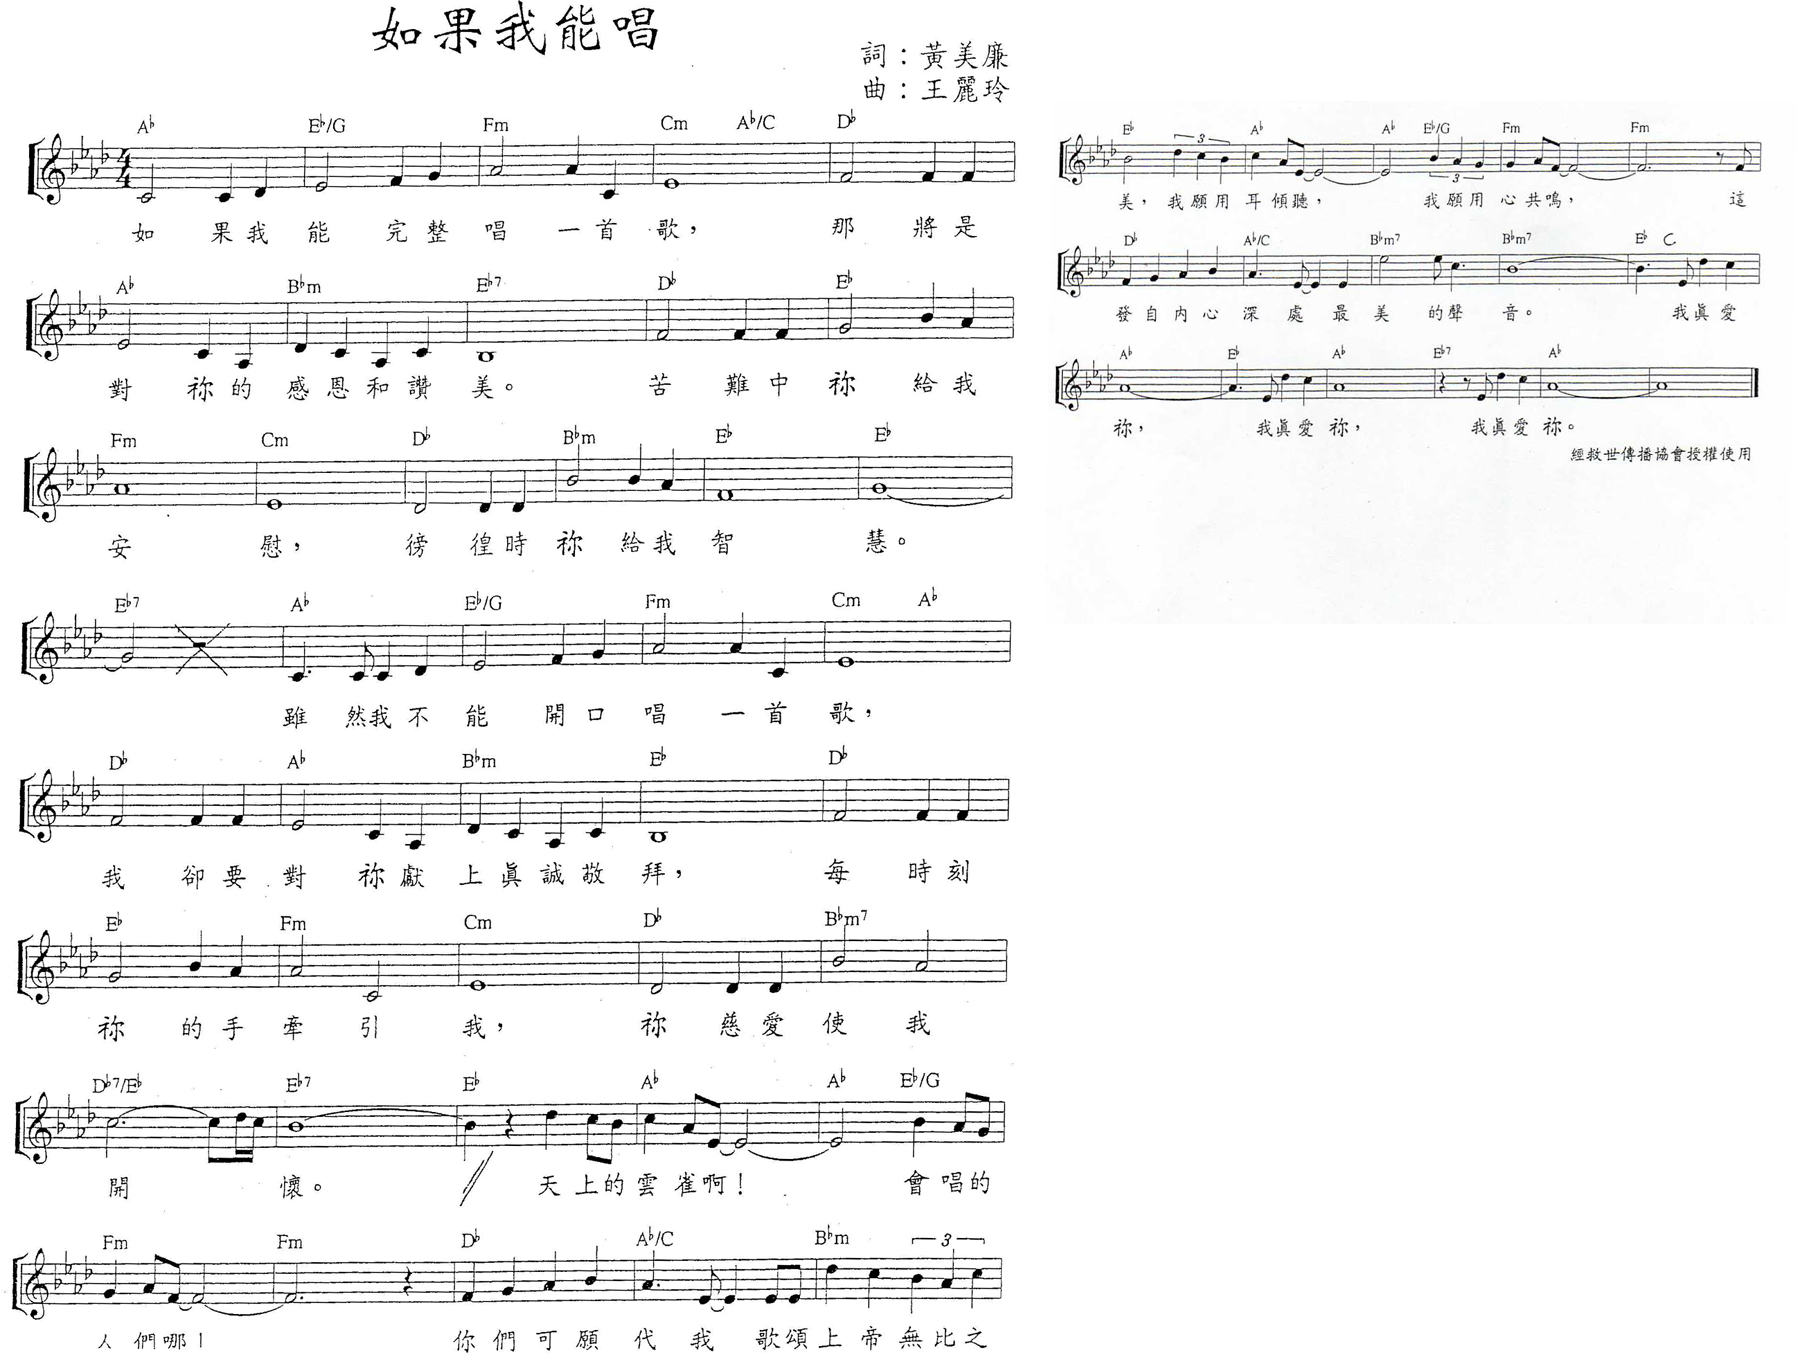 如果我能唱
詞：黃美廉
曲：王麗玲
A♭ E♭/G Fm Cm A♭/C D♭
4/4
如 果我 能 完整 唱 一首 歌， 那 將是
A♭ B♭m E♭7 D♭ E♭
對 祢的 感恩和讚 美。 苦 難中 祢 給我
Fm Cm D♭ B♭m E♭ E♭
安 慰， 徬 徨時 祢 給我 智 慧。
E♭7 A♭ E♭/G Fm Cm A♭
雖 然我 不 能 開口 唱 一首 歌，
D♭ A♭ B♭m E♭ D♭
我 卻要 對 祢獻 上眞誠敬 拜， 每 時刻
E♭ Fm Cm D♭ B♭m7
祢 的手 牽 引 我， 祢 慈愛 使 我
D♭7/E♭ E♭7 E♭ A♭ A♭ E♭/G
開 懷。 天上的雲雀啊！ 會唱的
Fm Fm D♭ A♭/C B♭m 3
人們哪！ 你們可願 代 我 歌頌上帝無比之
E♭ 3 A♭ A♭ E♭/G Fm Fm
3
美，我願用耳傾聽， 我願用心共鳴， 這
D♭ A♭/C B♭m7 B♭m7 E♭ C
發自內心 深 處 最 美 的聲 音。 我眞愛
A♭ E♭ A♭ E♭7 A♭
祢， 我眞愛祢， 我眞愛祢。
經救世傳播協會授權使用